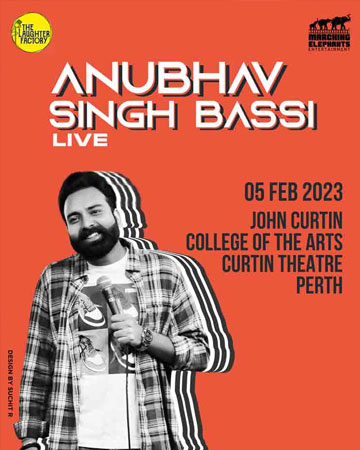 THE
LAUGHTER
FACTORY
MARCHING
ELEPHANTS
ENTERTAINMENT
ANUBHAV
SINGH BASSI
LIVE
05 FEB 2023
JOHN CURTIN
COLLEGE OF THE ARTS
CURTIN THEATRE
PERTH
DESIGN BY SUCHIT R